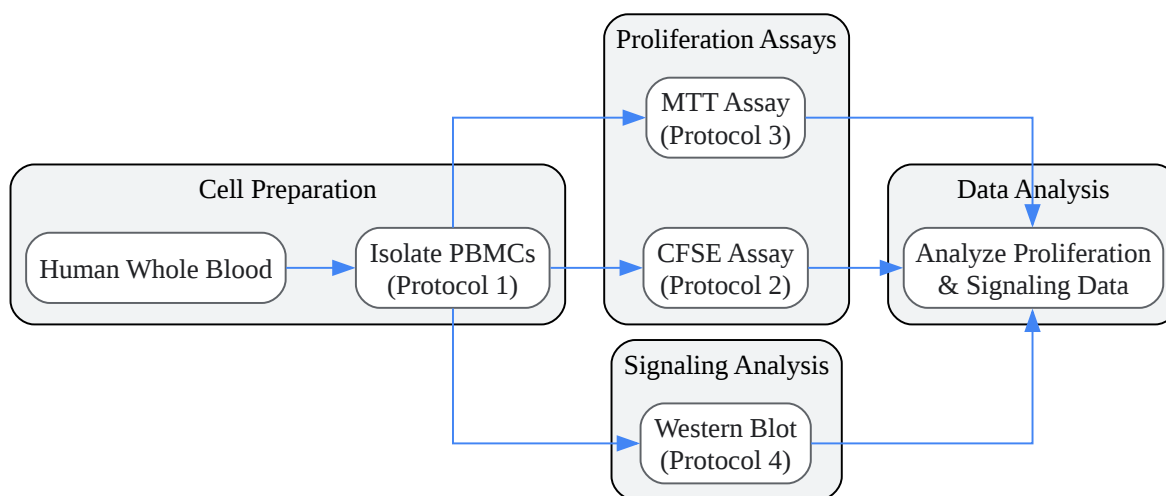 Cell Preparation
Human Whole Blood
Isolate PBMCs
(Protocol 1)
Proliferation Assays
MTT Assay
(Protocol 3)
CFSE Assay
(Protocol 2)
Signaling Analysis
Western Blot
(Protocol 4)
Data Analysis
Analyze Proliferation
& Signaling Data